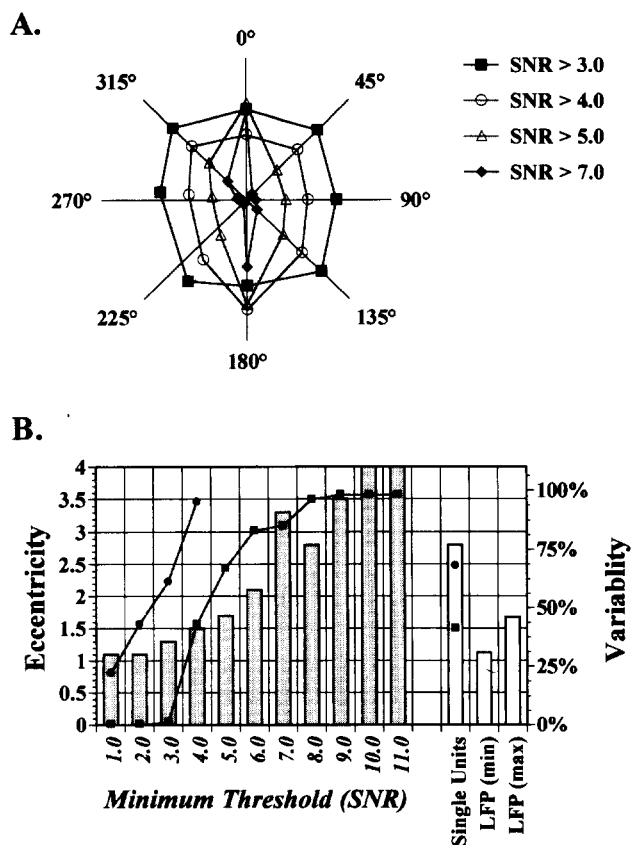 A.
0°
315°
45°
270°
90°
225°
135°
180°
SNR > 3.0
SNR > 4.0
SNR > 5.0
SNR > 7.0
B.
4
3.5
3
2.5
2
1.5
1
0.5
0
Eccentricity
100%
75%
50%
25%
0%
Variablity
1.0
2.0
3.0
4.0
5.0
6.0
7.0
8.0
9.0
10.0
11.0
Single Units
LFP (min)
LFP (max)
Minimum Threshold (SNR)